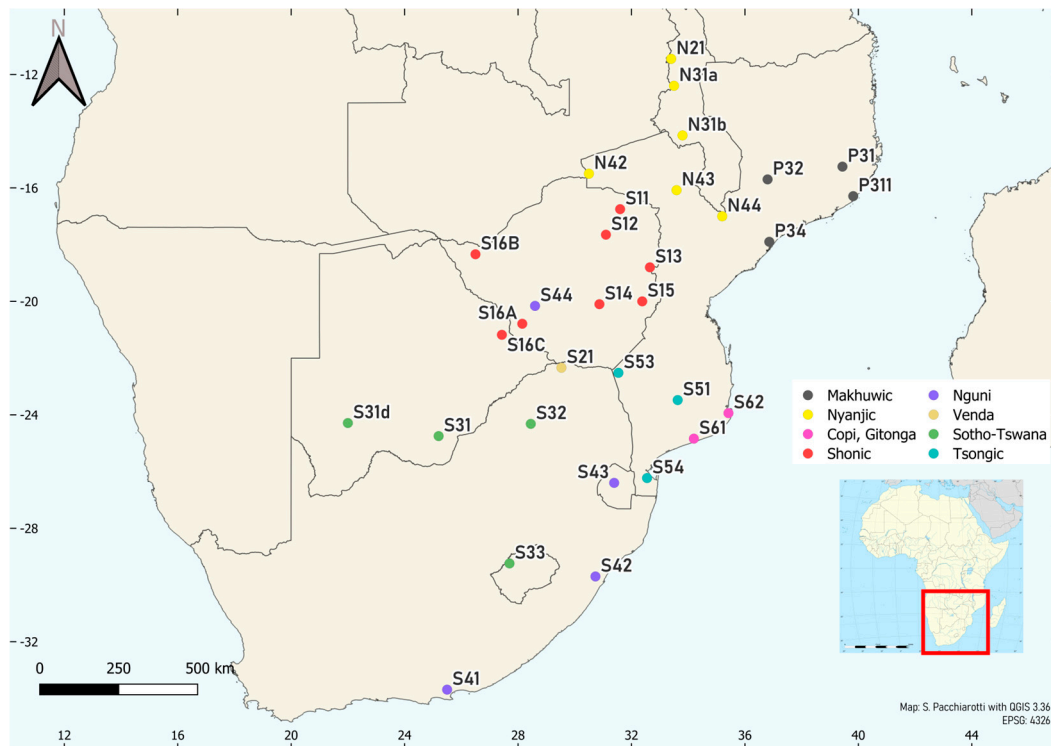 N
N21
-12
N31a
N31b
P31
N42
P32
-16
N43
P311
S11
N44
S12
P34
S16B
S13
S44
S14
S15
-20
S16A
S16C
S21
S53
Makhuwic
Nguni
S51
S62
Nyanjic
Venda
-24
S31d
S31
S32
S61
Copi, Gitonga
Sotho-Tswana
Shonic
Tsongic
S43
S54
-28
S33
S42
-32
0 250 500 km
S41
Map: S. Pacchiarotti with QGIS 3.36
EPSG: 4326
12 16 20 24 28 32 36 40 44